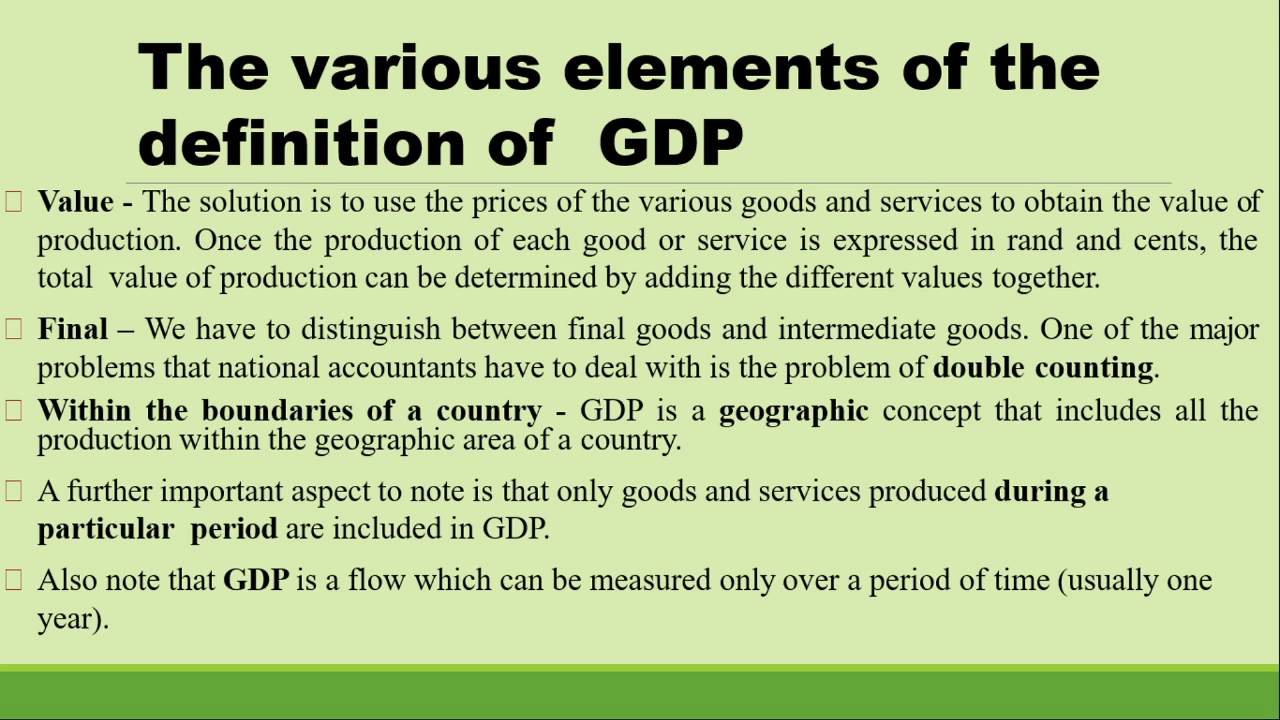 The various elements of the
definition of GDP
Value - The solution is to use the prices of the various goods and services to obtain the value of
production. Once the production of each good or service is expressed in rand and cents, the
total value of production can be determined by adding the different values together.
Final – We have to distinguish between final goods and intermediate goods. One of the major
problems that national accountants have to deal with is the problem of double counting.
Within the boundaries of a country - GDP is a geographic concept that includes all the
production within the geographic area of a country.
A further important aspect to note is that only goods and services produced during a
particular period are included in GDP.
Also note that GDP is a flow which can be measured only over a period of time (usually one
year).